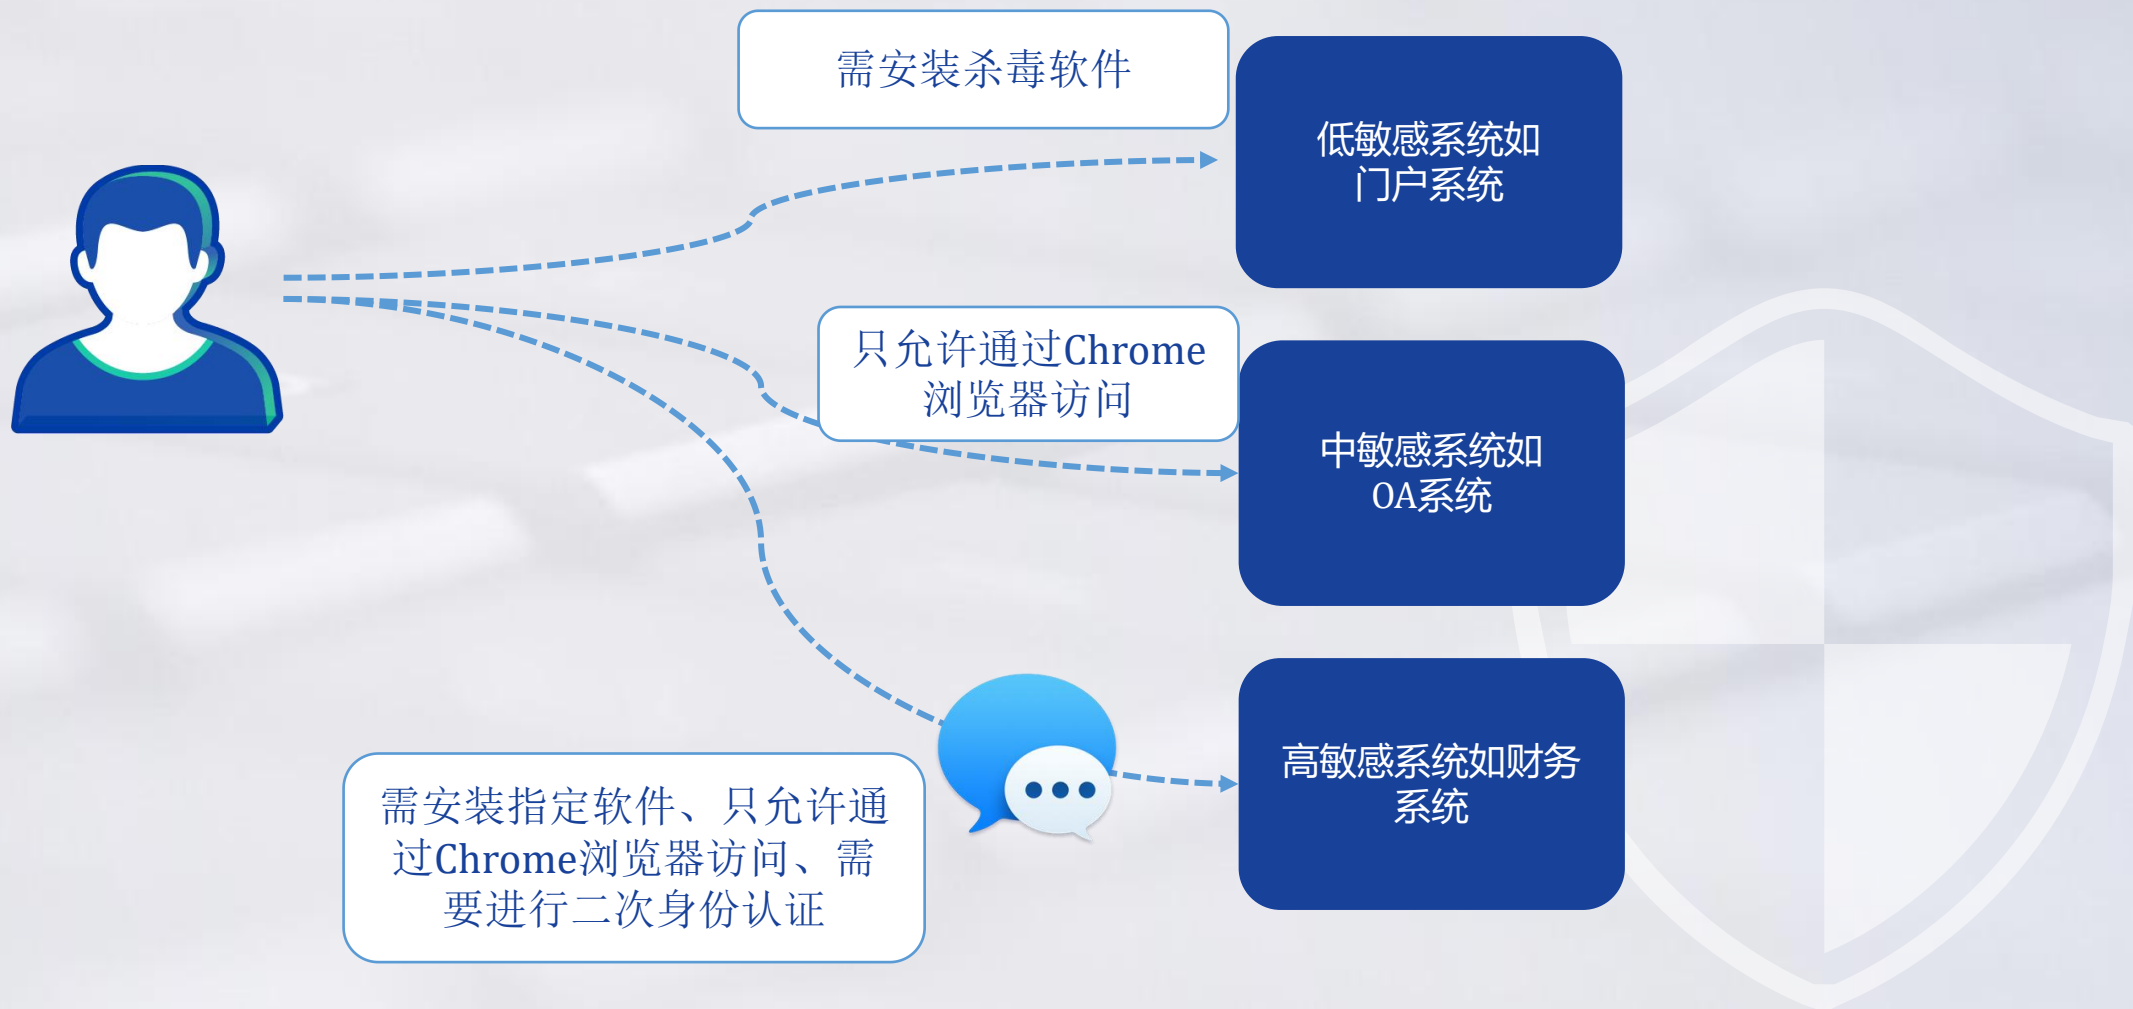 需安装杀毒软件
低敏感系统如
门户系统
只允许通过Chrome
浏览器访问
中敏感系统如
OA系统
需安装指定软件、只允许通
过Chrome浏览器访问、需
要进行二次身份认证
高敏感系统如财务
系统